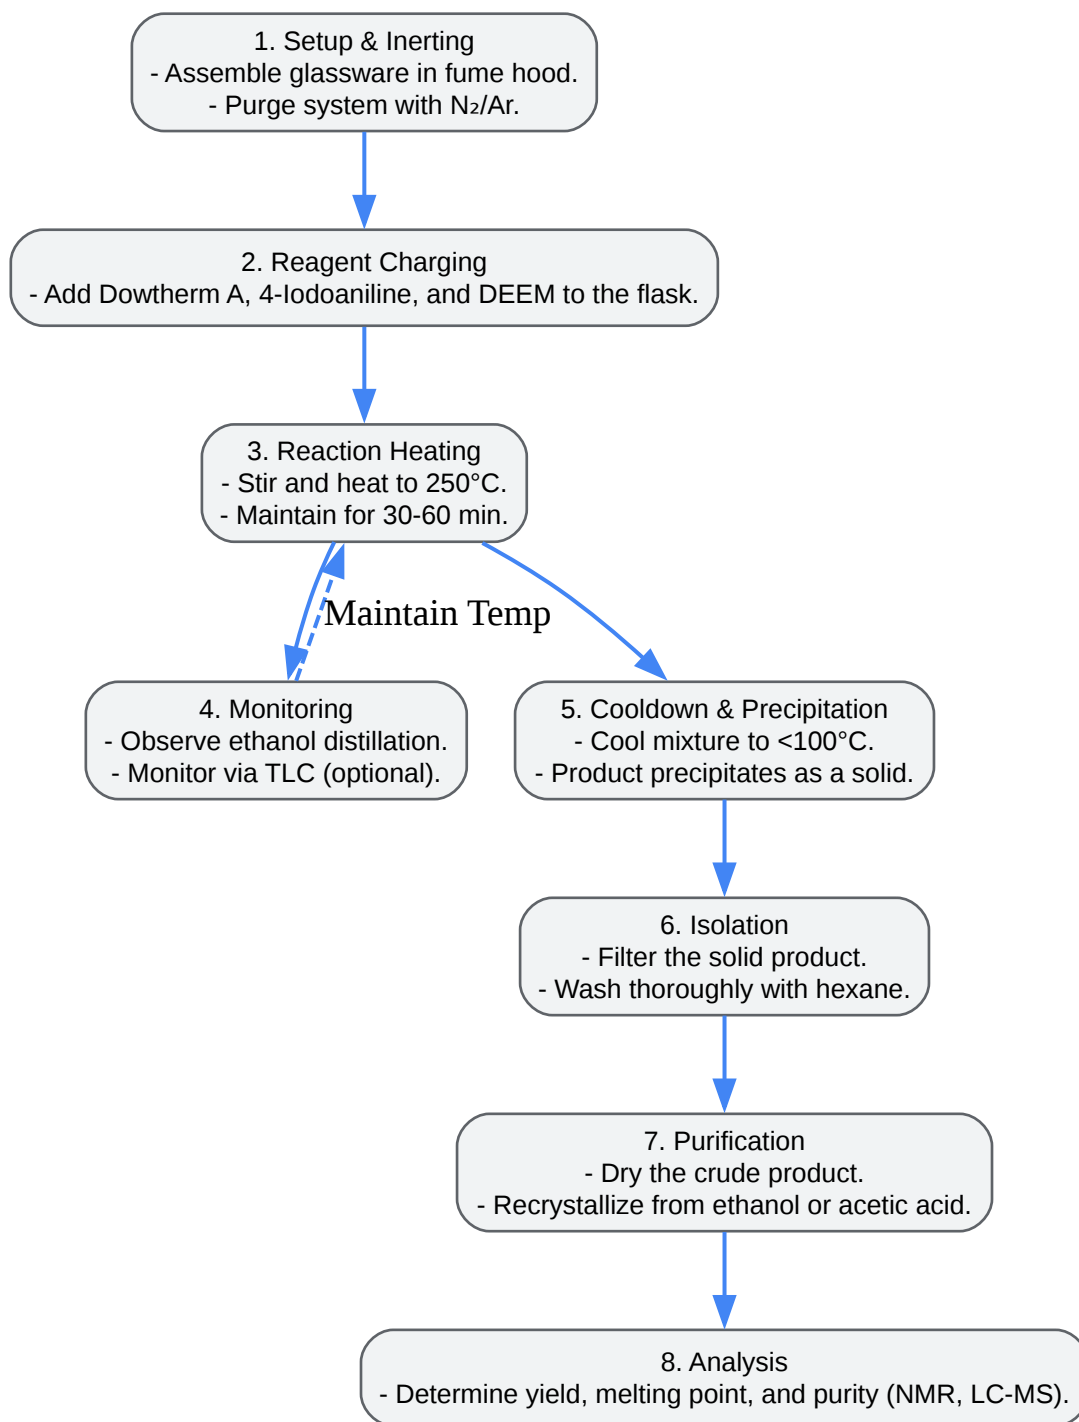 1. Setup & Inerting
- Assemble glassware in fume hood.
- Purge system with N₂/Ar.
2. Reagent Charging
- Add Dowtherm A, 4-Iodoaniline, and DEEM to the flask.
3. Reaction Heating
- Stir and heat to 250°C.
- Maintain for 30-60 min.
Maintain Temp
4. Monitoring
- Observe ethanol distillation.
- Monitor via TLC (optional).
5. Cooldown & Precipitation
- Cool mixture to <100°C.
- Product precipitates as a solid.
6. Isolation
- Filter the solid product.
- Wash thoroughly with hexane.
7. Purification
- Dry the crude product.
- Recrystallize from ethanol or acetic acid.
8. Analysis
- Determine yield, melting point, and purity (NMR, LC-MS).